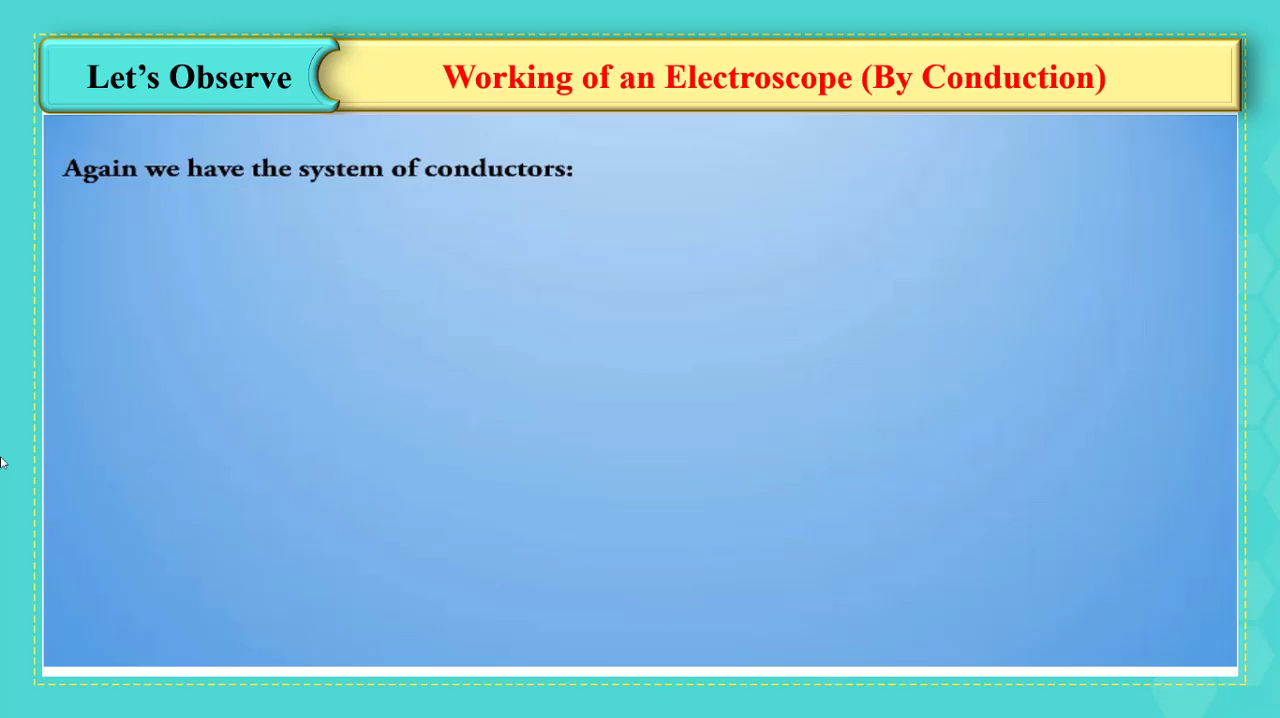 Let’s Observe
Working of an Electroscope (By Conduction)
Again we have the system of conductors: